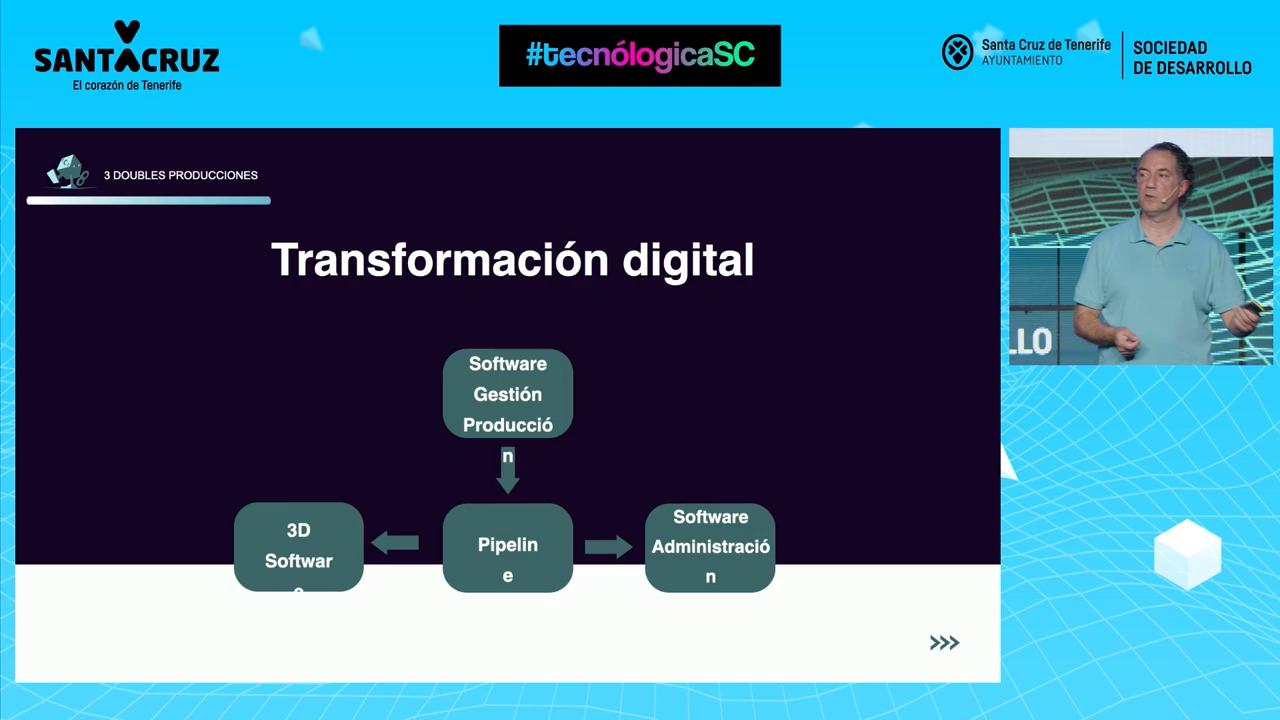 SANTACRUZ
El corazón de Tenerife
#tecnólogicaSC
Santa Cruz de Tenerife
AYUNTAMIENTO
SOCIEDAD
DE DESARROLLO
3 DOUBLES PRODUCCIONES
Transformación digital
Software
Gestión
Producció
n
3D
Softwar
e
Pipelin
e
Software
Administració
n
LLO